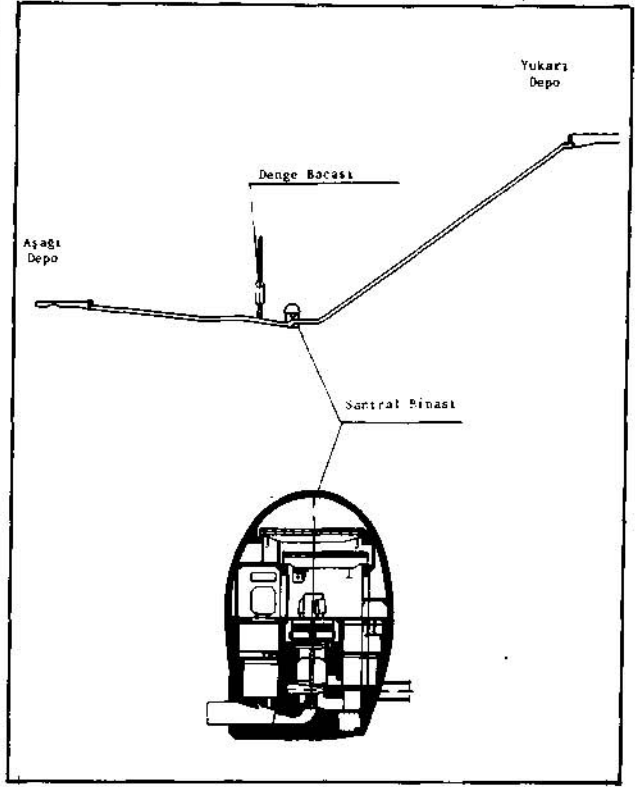 Yukarı
Depo
Denge Bacası
Aşağı
Depo
Santral Binası